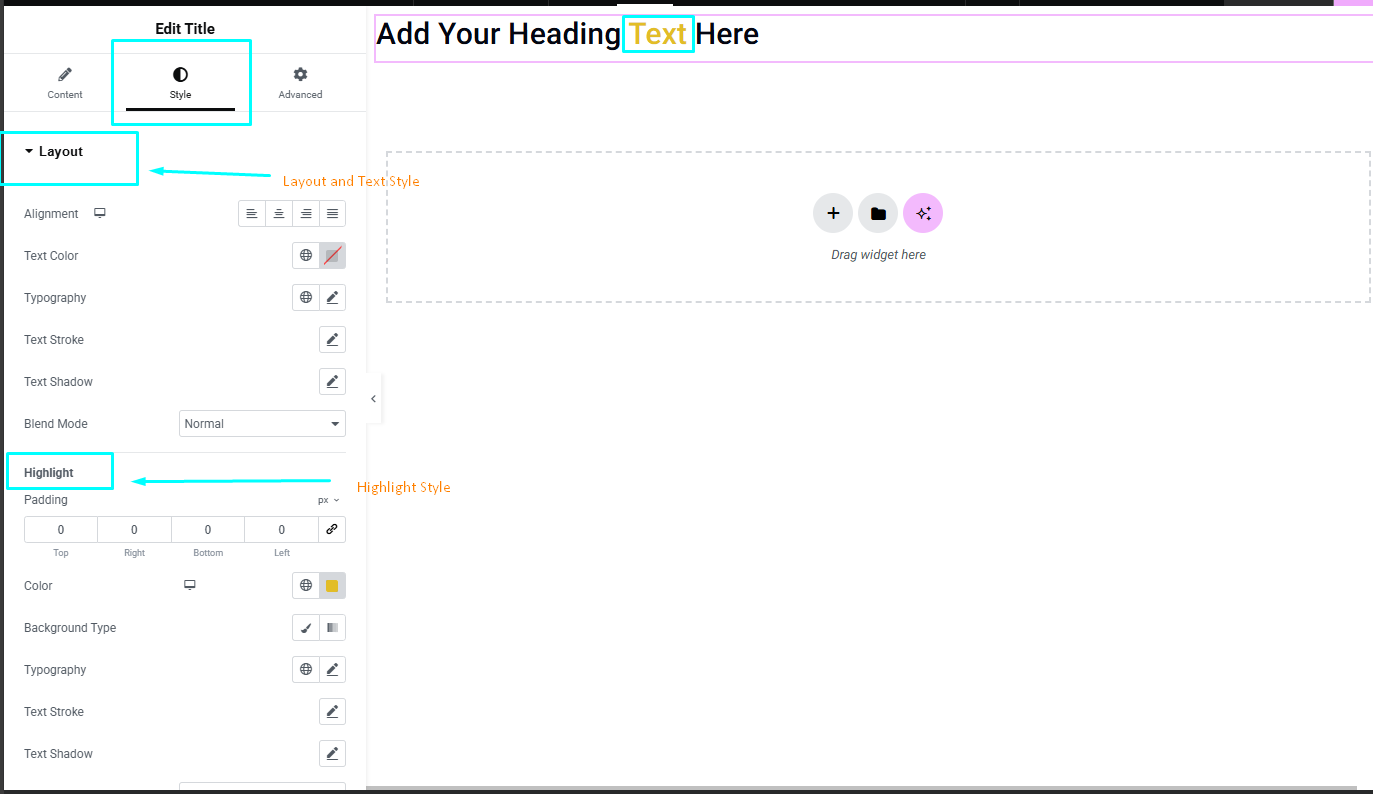 Edit Title
Content
Style
Advanced
Add Your Heading Text Here
Layout
Layout and Text Style
Alignment
Text Color
Typography
Text Stroke
Text Shadow
Blend Mode
Normal
Drag widget here
Highlight
Highlight Style
Padding
px
0 0 0 0
Top Right Bottom Left
Color
Background Type
Typography
Text Stroke
Text Shadow